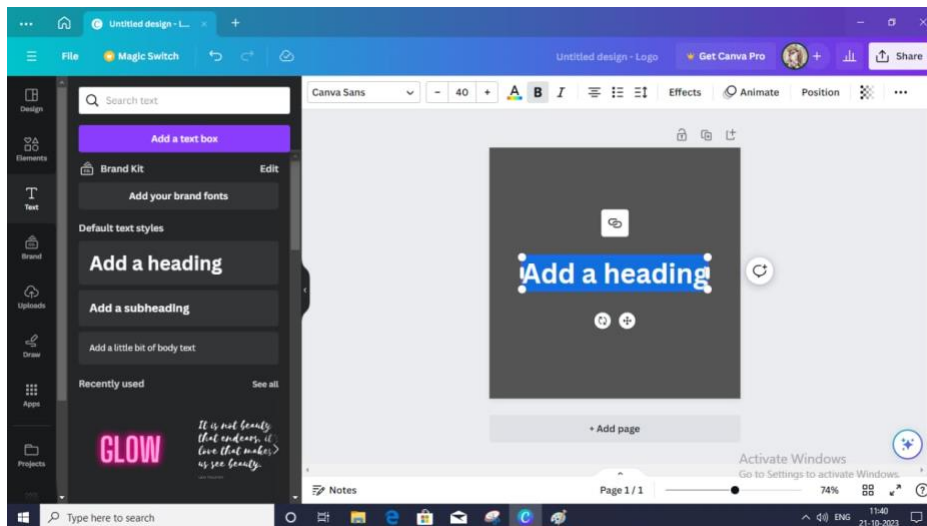 Untitled design - L...
File
Magic Switch
Untitled design - Logo
Get Canva Pro
Share
Design
Elements
Text
Brand
Uploads
Draw
Apps
Projects
Search text
Add a text box
Brand Kit
Edit
Add your brand fonts
Default text styles
Add a heading
Add a subheading
Add a little bit of body text
Recently used
See all
GLOW
It is not beauty
that endears, it
love that makes
us see beauty.
Canva Sans
- 40 +
A B I
Effects
Animate
Position
Add a heading
+ Add page
Activate Windows
Go to Settings to activate Windows.
Notes
Page 1 / 1
74%
Type here to search
ENG
11:40
21-10-2023